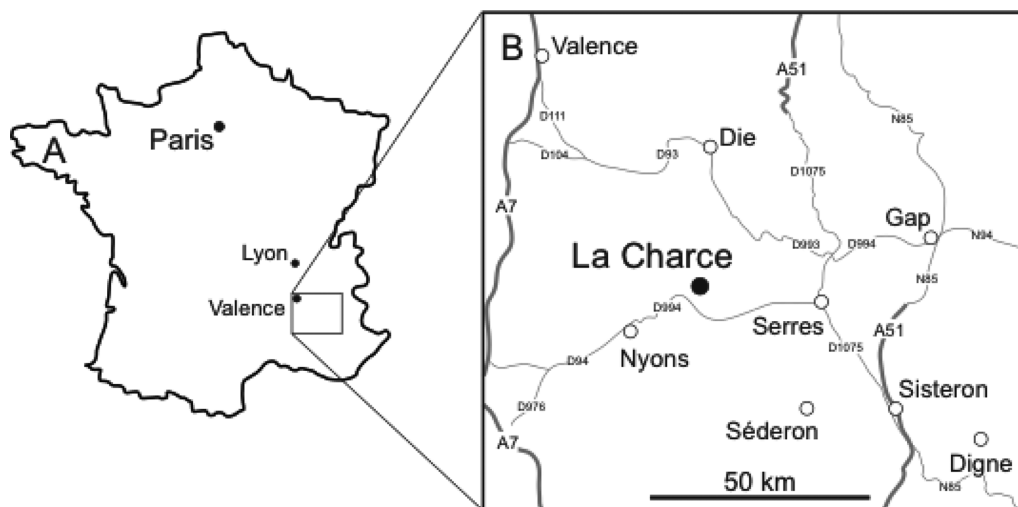 A
Paris
Lyon
Valence
B
Valence
A51
N85
D111
D104
D93
Die
D1075
A7
Gap
D993
D994
N94
La Charce
N85
D994
Serres
A51
Nyons
D1075
D94
Sisteron
D976
A7
Séderon
Digne
50 km
N85